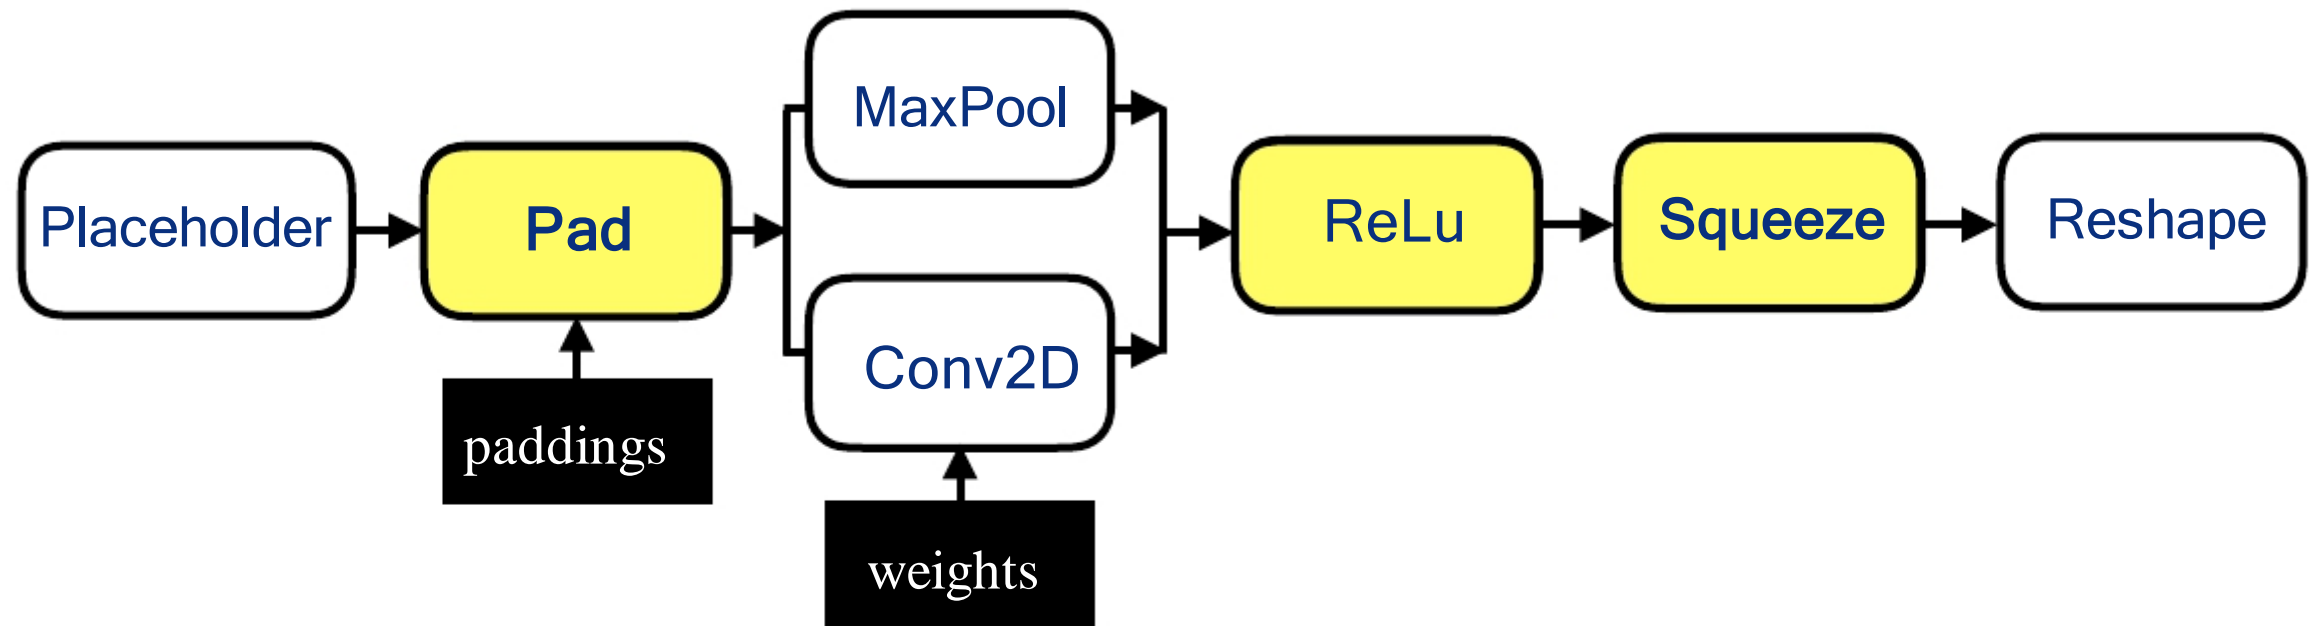 Placeholder
Pad
MaxPool
Conv2D
ReLu
Squeeze
Reshape
paddings
weights